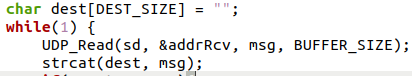 char dest[DEST_SIZE] = "";
while(1) {
UDP_Read(sd, &addrRcv, msg, BUFFER_SIZE);
strcat(dest, msg);